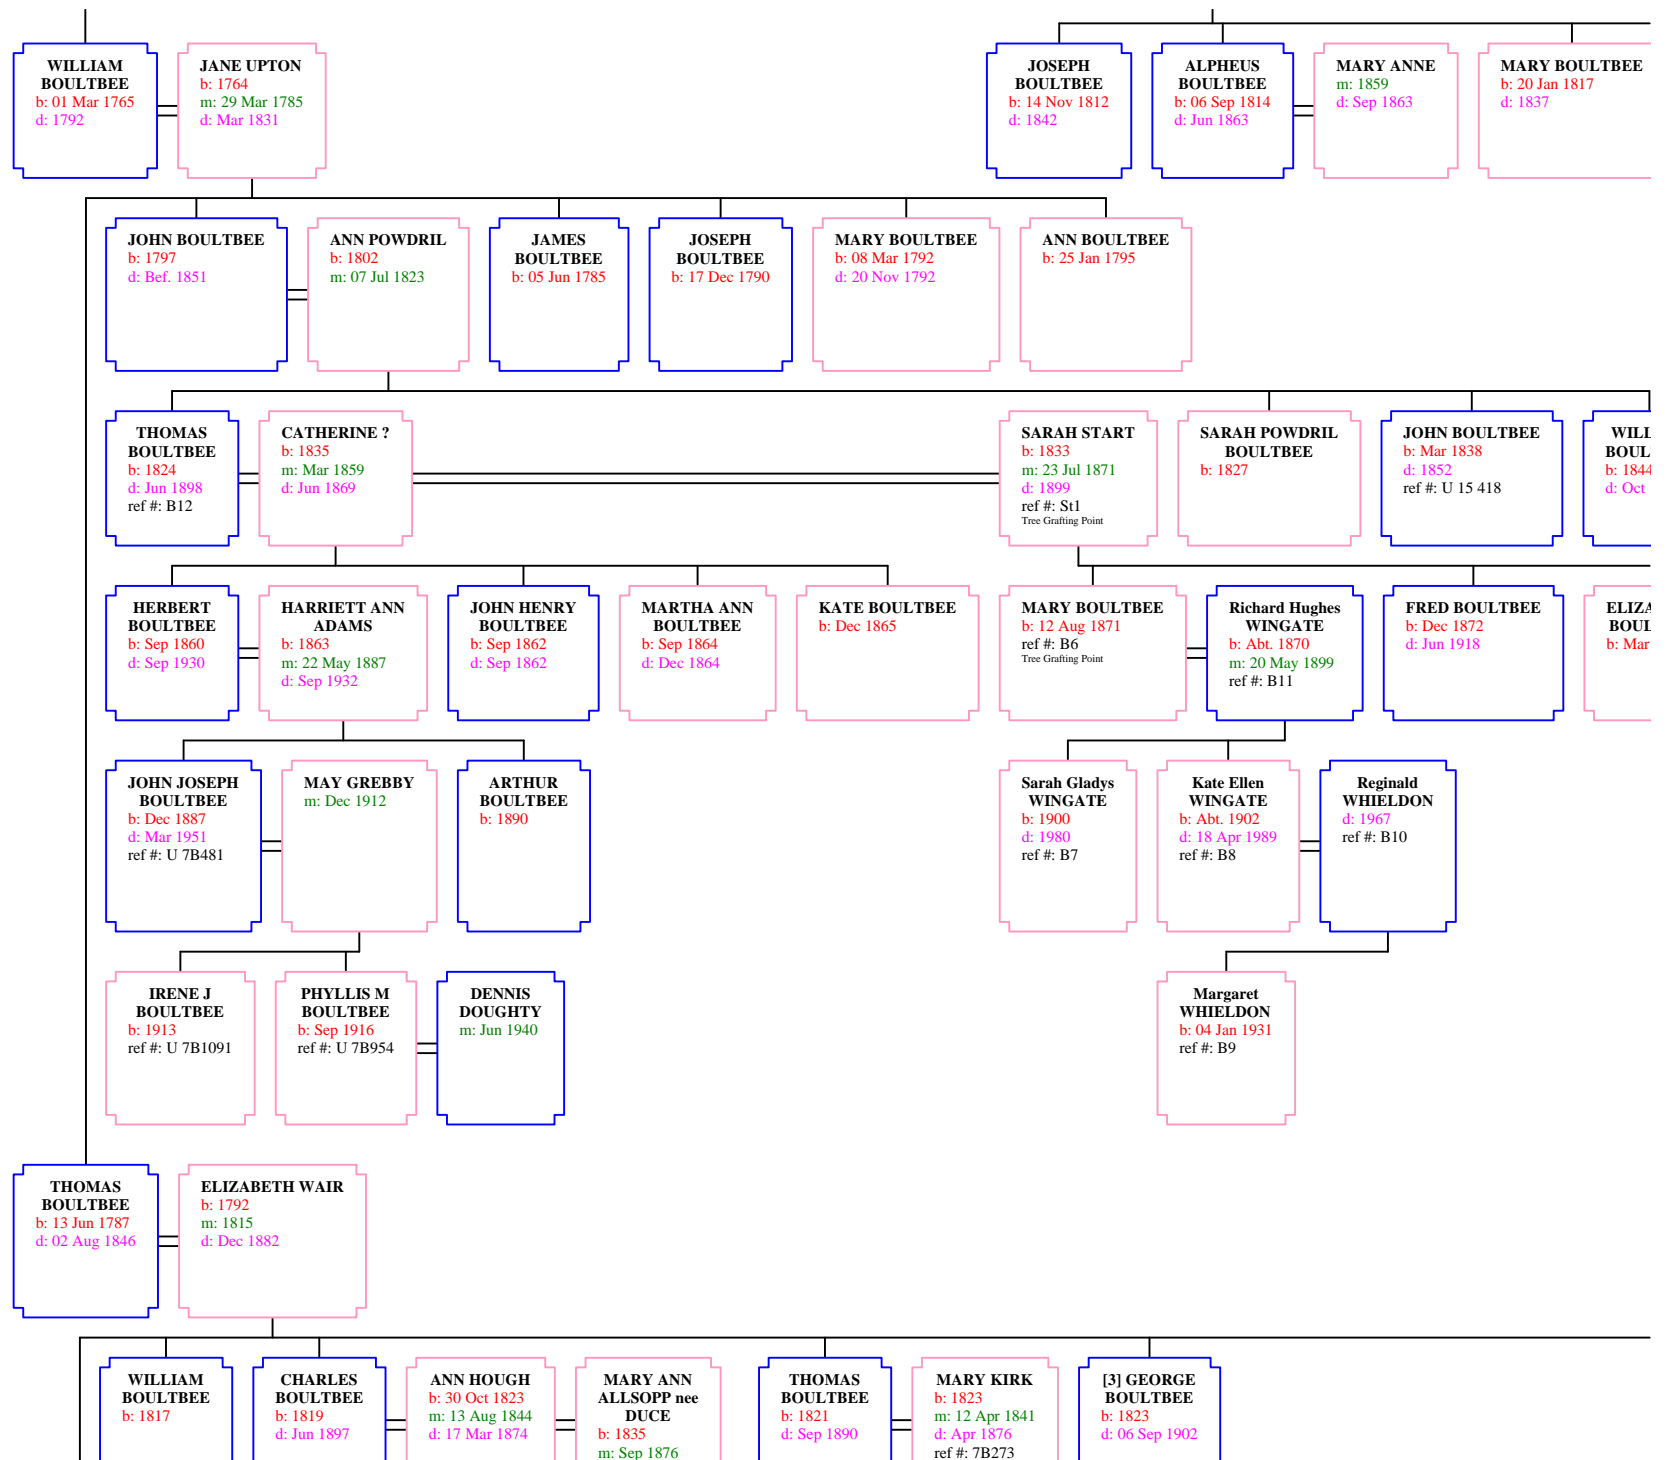 WILLIAM
BOULTBEE
b: 01 Mar 1765
d: 1792
JANE UPTON
b: 1764
m: 29 Mar 1785
d: Mar 1831
JOSEPH
BOULTBEE
b: 14 Nov 1812
d: 1842
ALPHEUS
BOULTBEE
b: 06 Sep 1814
d: Jun 1863
MARY ANNE
m: 1859
d: Sep 1863
MARY BOULTBEE
b: 20 Jan 1817
d: 1837
JOHN BOULTBEE
b: 1797
d: Bef. 1851
ANN POWDRIL
b: 1802
m: 07 Jul 1823
JAMES
BOULTBEE
b: 05 Jun 1785
JOSEPH
BOULTBEE
b: 17 Dec 1790
MARY BOULTBEE
b: 08 Mar 1792
d: 20 Nov 1792
ANN BOULTBEE
b: 25 Jan 1795
THOMAS
BOULTBEE
b: 1824
d: Jun 1898
ref #: B12
CATHERINE ?
b: 1835
m: Mar 1859
d: Jun 1869
SARAH START
b: 1833
m: 23 Jul 1871
d: 1899
ref #: St1
Tree Grafting Point
SARAH POWDRIL
BOULTBEE
b: 1827
JOHN BOULTBEE
b: Mar 1838
d: 1852
ref #: U 15 418
WILL
BOUL
b: 1844
d: Oct
HERBERT
BOULTBEE
b: Sep 1860
d: Sep 1930
HARRIETT ANN
ADAMS
b: 1863
m: 22 May 1887
d: Sep 1932
JOHN HENRY
BOULTBEE
b: Sep 1862
d: Sep 1862
MARTHA ANN
BOULTBEE
b: Sep 1864
d: Dec 1864
KATE BOULTBEE
b: Dec 1865
MARY BOULTBEE
b: 12 Aug 1871
ref #: B6
Tree Grafting Point
Richard Hughes
WINGATE
b: Abt. 1870
m: 20 May 1899
ref #: B11
FRED BOULTBEE
b: Dec 1872
d: Jun 1918
ELIZA
BOUL
b: Mar
JOHN JOSEPH
BOULTBEE
b: Dec 1887
d: Mar 1951
ref #: U 7B481
MAY GREBBY
m: Dec 1912
ARTHUR
BOULTBEE
b: 1890
Sarah Gladys
WINGATE
b: 1900
d: 1980
ref #: B7
Kate Ellen
WINGATE
b: Abt. 1902
d: 18 Apr 1989
ref #: B8
Reginald
WHIELDON
d: 1967
ref #: B10
IRENE J
BOULTBEE
b: 1913
ref #: U 7B1091
PHYLLIS M
BOULTBEE
b: Sep 1916
ref #: U 7B954
DENNIS
DOUGHTY
m: Jun 1940
Margaret
WHIELDON
b: 04 Jan 1931
ref #: B9
THOMAS
BOULTBEE
b: 13 Jun 1787
d: 02 Aug 1846
ELIZABETH WAIR
b: 1792
m: 1815
d: Dec 1882
WILLIAM
BOULTBEE
b: 1817
CHARLES
BOULTBEE
b: 1819
d: Jun 1897
ANN HOUGH
b: 30 Oct 1823
m: 13 Aug 1844
d: 17 Mar 1874
MARY ANN
ALLSOPP nee
DUCE
b: 1835
m: Sep 1876
THOMAS
BOULTBEE
b: 1821
d: Sep 1890
MARY KIRK
b: 1823
m: 12 Apr 1841
d: Apr 1876
ref #: 7B273
[3] GEORGE
BOULTBEE
b: 1823
d: 06 Sep 1902